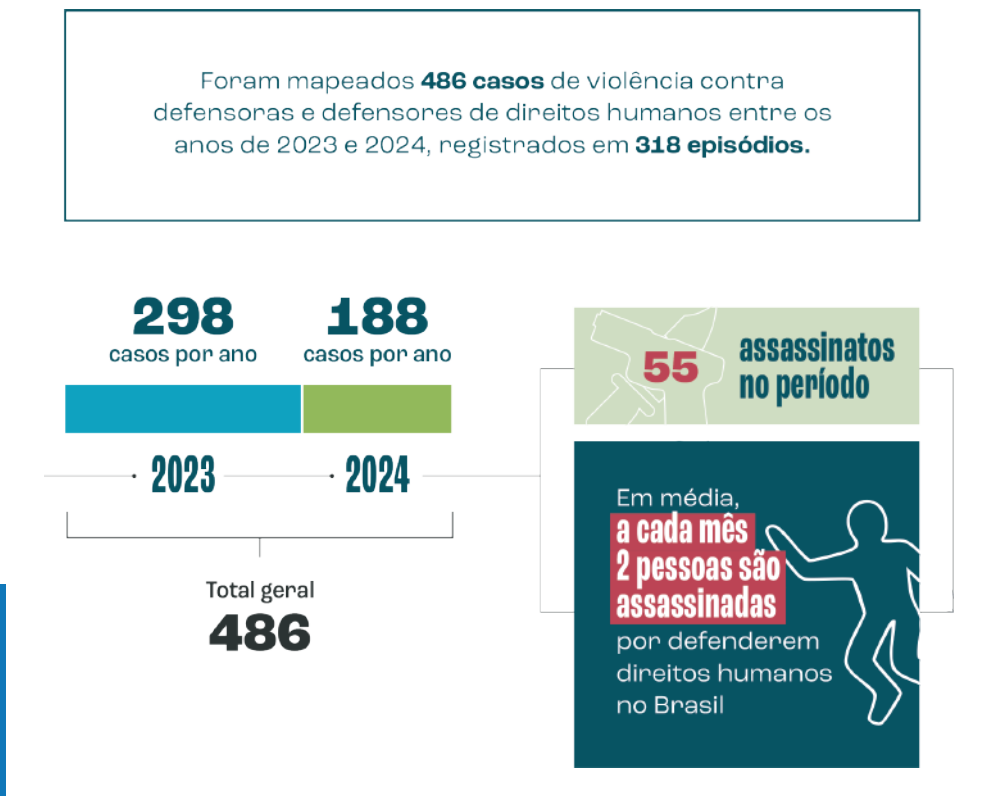 Foram mapeados 486 casos de violência contra
defensoras e defensores de direitos humanos entre os
anos de 2023 e 2024, registrados em 318 episódios.
298
casos por ano
188
casos por ano
2023
2024
Total geral
486
55
assassinatos
no período
Em média,
a cada mês
2 pessoas são
assassinadas
por defenderem
direitos humanos
no Brasil